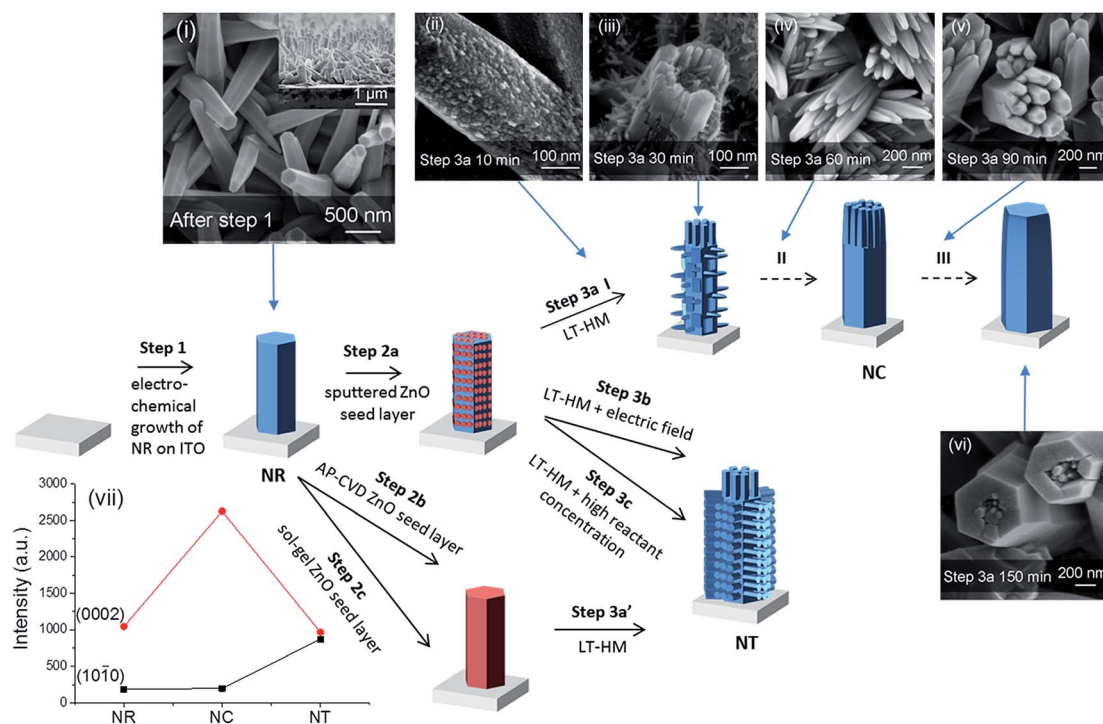 (i)
1 μm
After step 1
500 nm
(ii)
Step 3a 10 min
100 nm
(iii)
Step 3a 30 min
100 nm
(iv)
Step 3a 60 min
200 nm
(v)
Step 3a 90 min
200 nm
Step 1
electro-
chemical
growth of
NR on ITO
NR
Step 2a
sputtered ZnO
seed layer
Step 3a I
LT-HM
II
NC
III
Step 3b
LT-HM + electric field
Step 3c
LT-HM + high reactant
concentration
NT
(vi)
Step 3a 150 min
200 nm
Step 2b
AP-CVD ZnO seed layer
Step 2c
sol-gel ZnO seed layer
Step 3a'
LT-HM
(vii)
Intensity (a.u.)
3000
2500
2000
1500
1000
500
0
(0002)
(101̄0)
NR
NC
NT